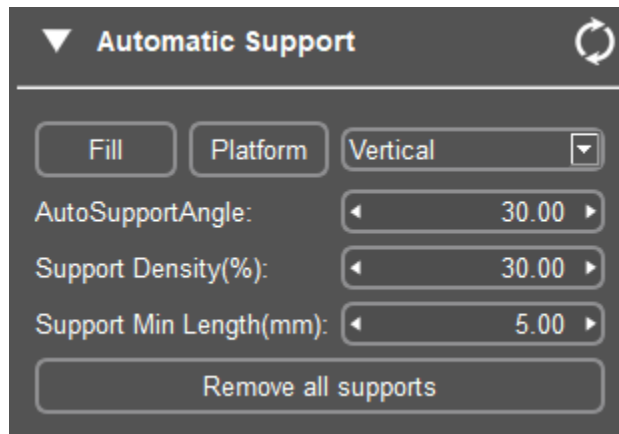 Automatic Support
Fill Platform Vertical
AutoSupportAngle: 30.00
Support Density(%): 30.00
Support Min Length(mm): 5.00
Remove all supports